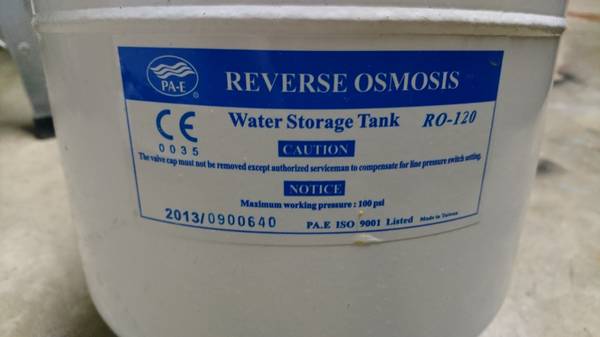 PA-E ®
REVERSE OSMOSIS
CE
0035
Water Storage Tank RO-120
CAUTION
The valve cap must not be removed except authorized serviceman to compensate for line pressure switch setting.
NOTICE
Maximum working pressure : 100 psi
2013/0900640 PA.E ISO 9001 Listed Made in Taiwan